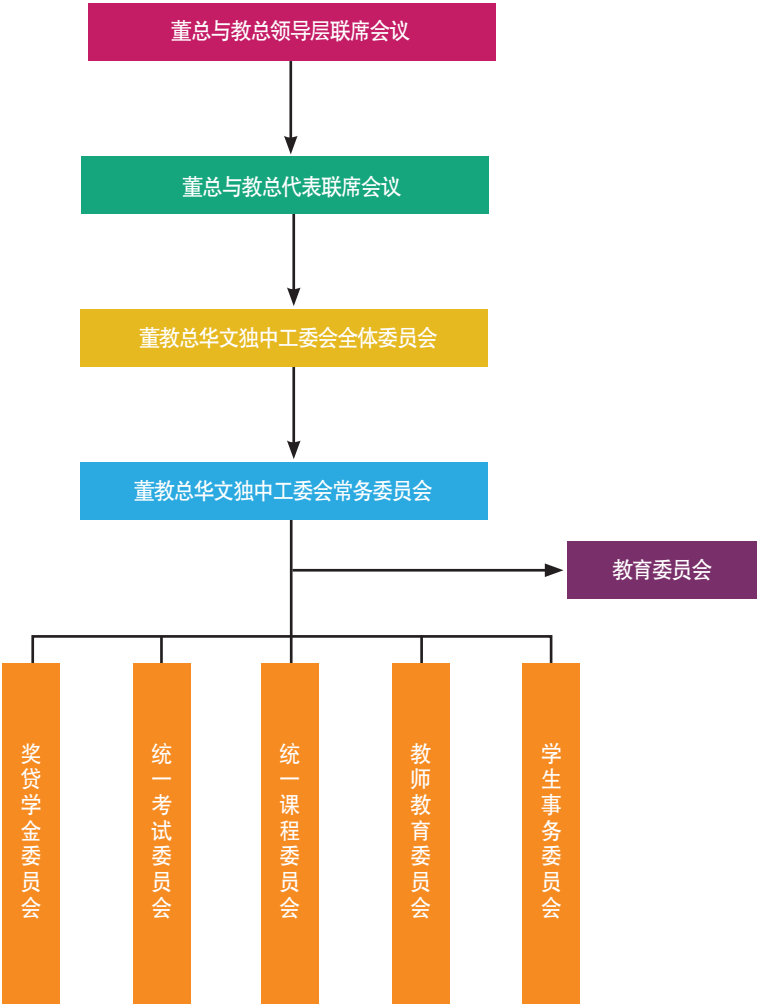 董总与教总领导层联席会议
董总与教总代表联席会议
董教总华文独中工委会全体委员会
董教总华文独中工委会常务委员会
教育委员会
奖贷学金委员会
统一考试委员会
统一课程委员会
教师教育委员会
学生事务委员会